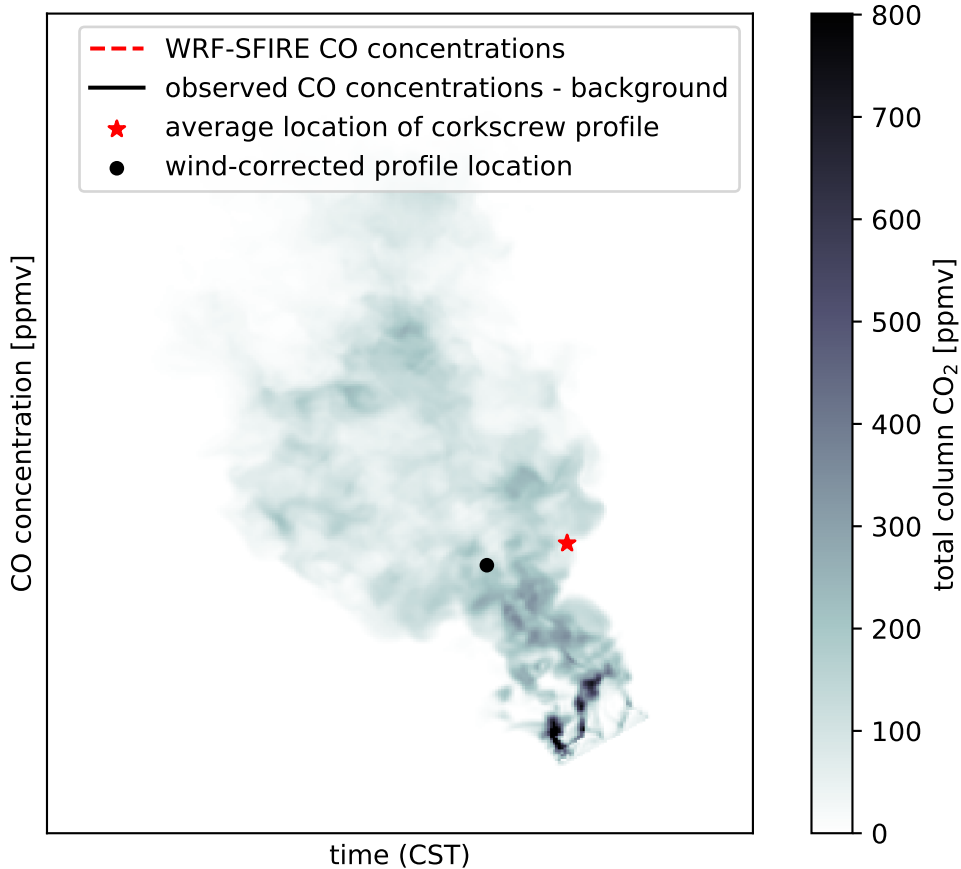 WRF-SFIRE CO concentrations
observed CO concentrations - background
average location of corkscrew profile
wind-corrected profile location
CO concentration [ppmv]
time (CST)
800
700
600
500
400
300
200
100
0
total column CO₂ [ppmv]